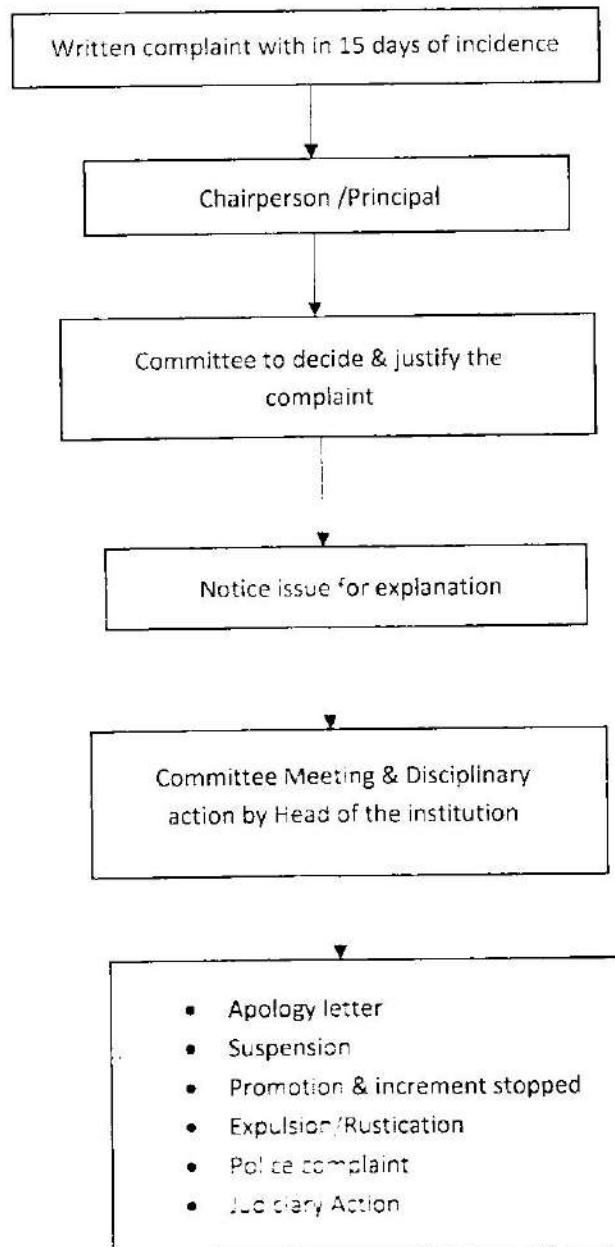 Written complaint with in 15 days of incidence
Chairperson /Principal
Committee to decide & justify the
complaint
Notice issue for explanation
Committee Meeting & Disciplinary
action by Head of the institution
• Apology letter
• Suspension
• Promotion & increment stopped
• Expulsion/Rustication
• Police complaint
• Judiciary Action